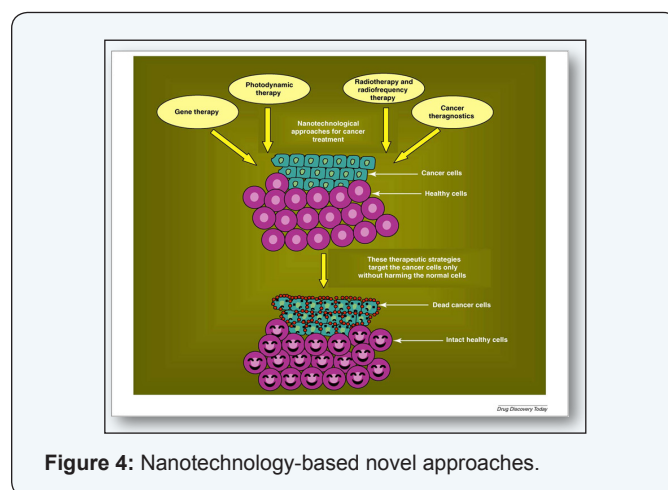 Photodynamic
therapy
Radiotherapy and
radiofrequency
therapy
Gene therapy
Cancer
theragnostics
Nanotechnological
approaches for cancer
treatment
Cancer cells
Healthy cells
These therapeutic strategies
target the cancer cells only
without harming the normal cells
Dead cancer cells
Intact healthy cells
Drug Discovery Today
Figure 4: Nanotechnology-based novel approaches.